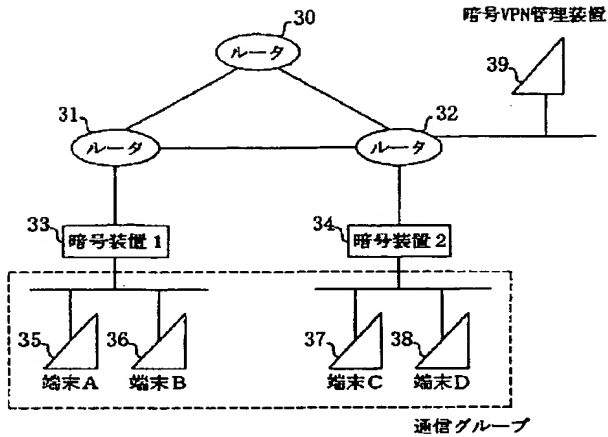 暗号VPN管理装置
30
ルータ
39
31
ルータ
32
ルータ
33
暗号装置1
34
暗号装置2
35
端末A
36
端末B
37
端末C
38
端末D
通信グループ